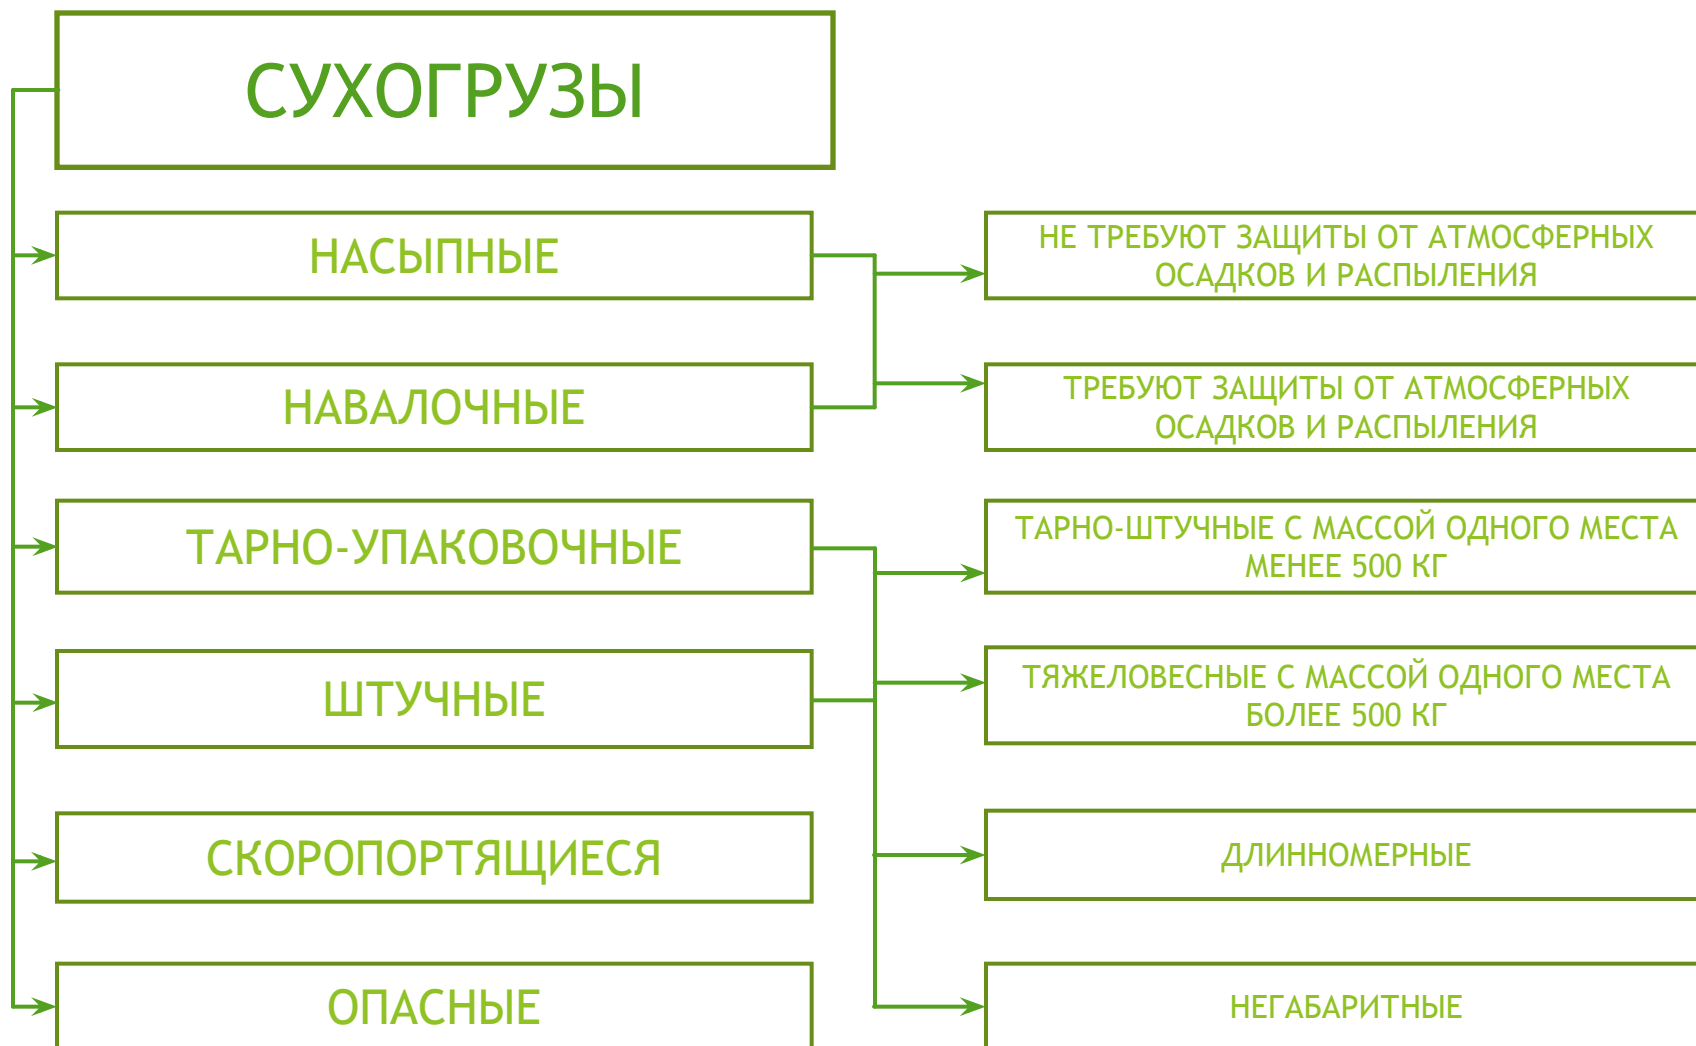 СУХОГРУЗЫ
НАСЫПНЫЕ
НЕ ТРЕБУЮТ ЗАЩИТЫ ОТ АТМОСФЕРНЫХ
ОСАДКОВ И РАСПЫЛЕНИЯ
НАВАЛОЧНЫЕ
ТРЕБУЮТ ЗАЩИТЫ ОТ АТМОСФЕРНЫХ
ОСАДКОВ И РАСПЫЛЕНИЯ
ТАРНО-УПАКОВОЧНЫЕ
ТАРНО-ШТУЧНЫЕ С МАССОЙ ОДНОГО МЕСТА
МЕНЕЕ 500 КГ
ШТУЧНЫЕ
ТЯЖЕЛОВЕСНЫЕ С МАССОЙ ОДНОГО МЕСТА
БОЛЕЕ 500 КГ
СКОРОПОРТЯЩИЕСЯ
ДЛИННОМЕРНЫЕ
ОПАСНЫЕ
НЕГАБАРИТНЫЕ